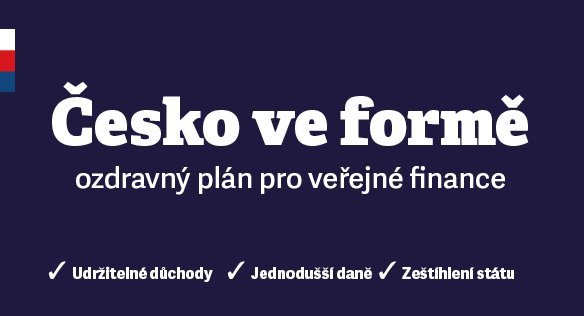 Česko ve formě
ozdravný plán pro veřejné finance
✓ Udržitelné důchody ✓ Jednodušší daně ✓ Zeštíhlení státu